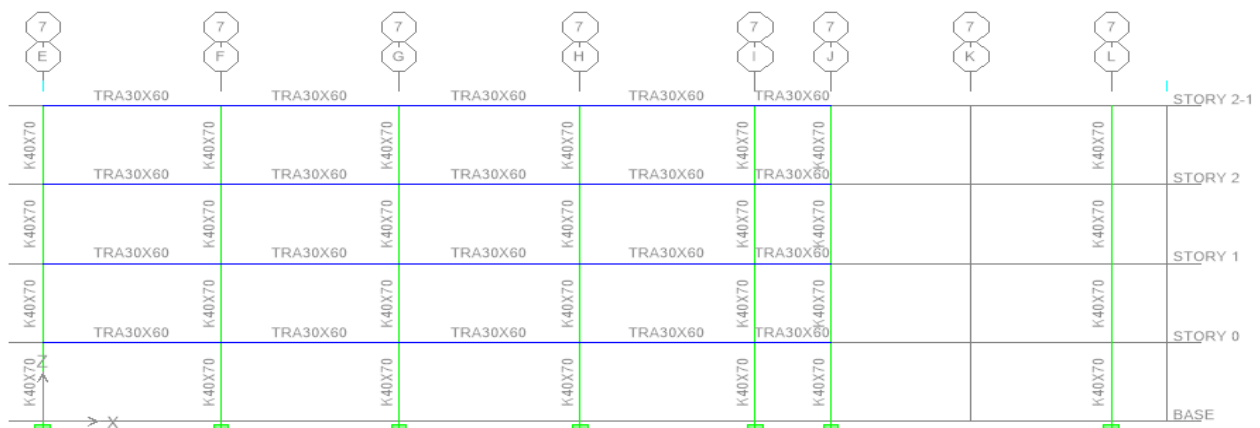 7 7 7 7 7 7 7 7
E F G H I J K L
TRA30X60 TRA30X60 TRA30X60 TRA30X60 TRA30X60 STORY 2-1
K40X70 K40X70 K40X70 K40X70 K40X70 K40X70 K40X70
TRA30X60 TRA30X60 TRA30X60 TRA30X60 TRA30X60 STORY 2
K40X70 K40X70 K40X70 K40X70 K40X70 K40X70 K40X70
TRA30X60 TRA30X60 TRA30X60 TRA30X60 TRA30X60 STORY 1
K40X70 K40X70 K40X70 K40X70 K40X70 K40X70 K40X70
TRA30X60 TRA30X60 TRA30X60 TRA30X60 TRA30X60 STORY 0
K40X70 K40X70 K40X70 K40X70 K40X70 K40X70 K40X70
Z
X BASE